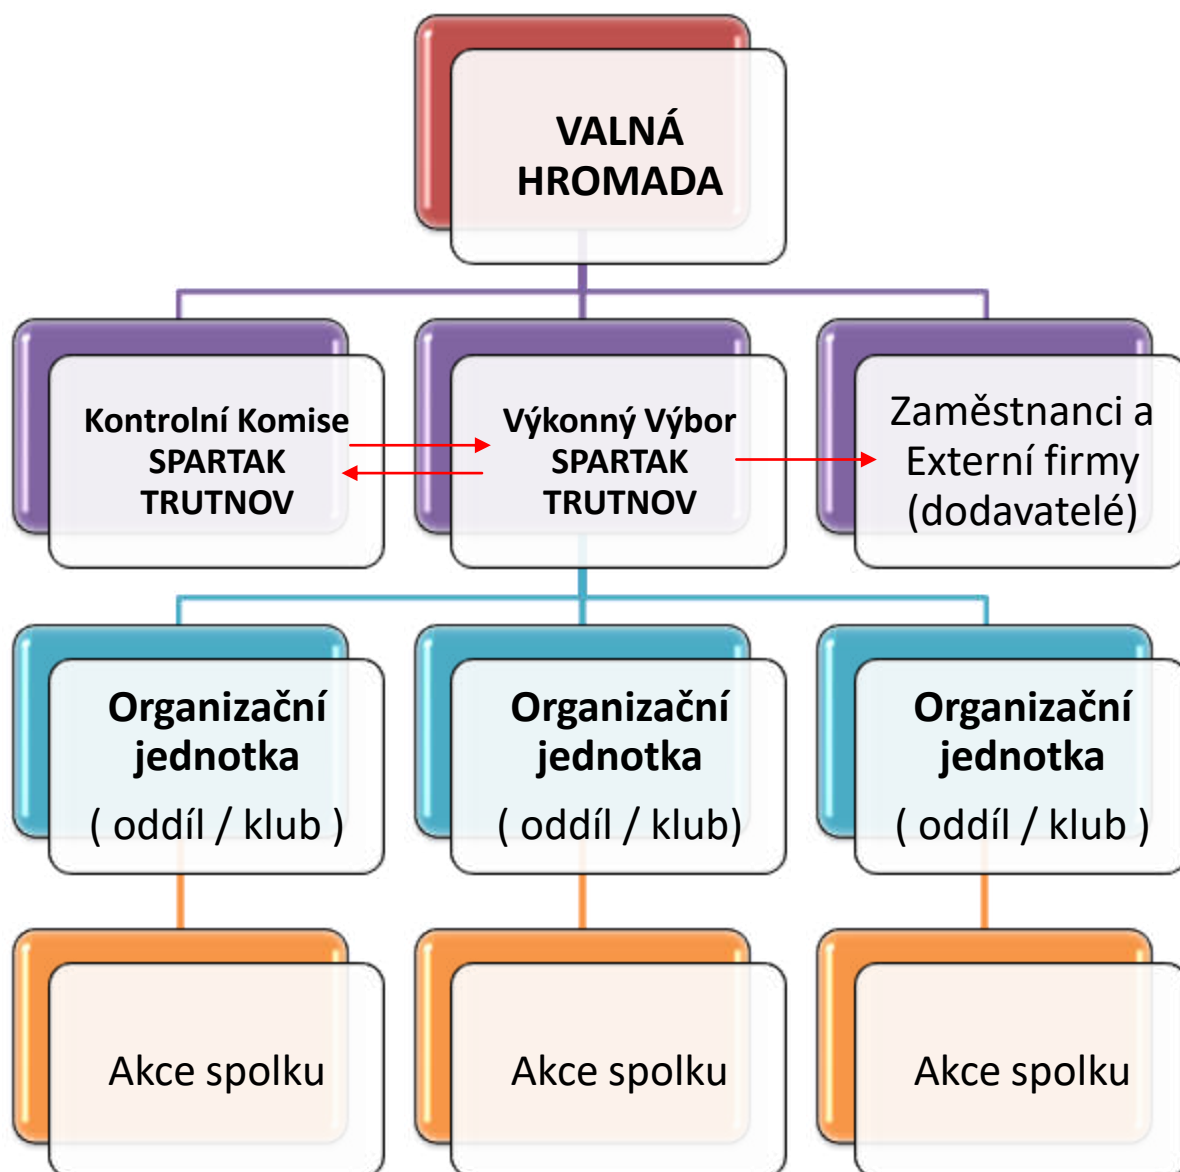 VALNÁ
HROMADA
Kontrolní Komise
SPARTAK
TRUTNOV
Výkonný Výbor
SPARTAK
TRUTNOV
Zaměstnanci a
Externí firmy
(dodavatelé)
Organizační
jednotka
( oddíl / klub )
Organizační
jednotka
( oddíl / klub)
Organizační
jednotka
( oddíl / klub )
Akce spolku
Akce spolku
Akce spolku